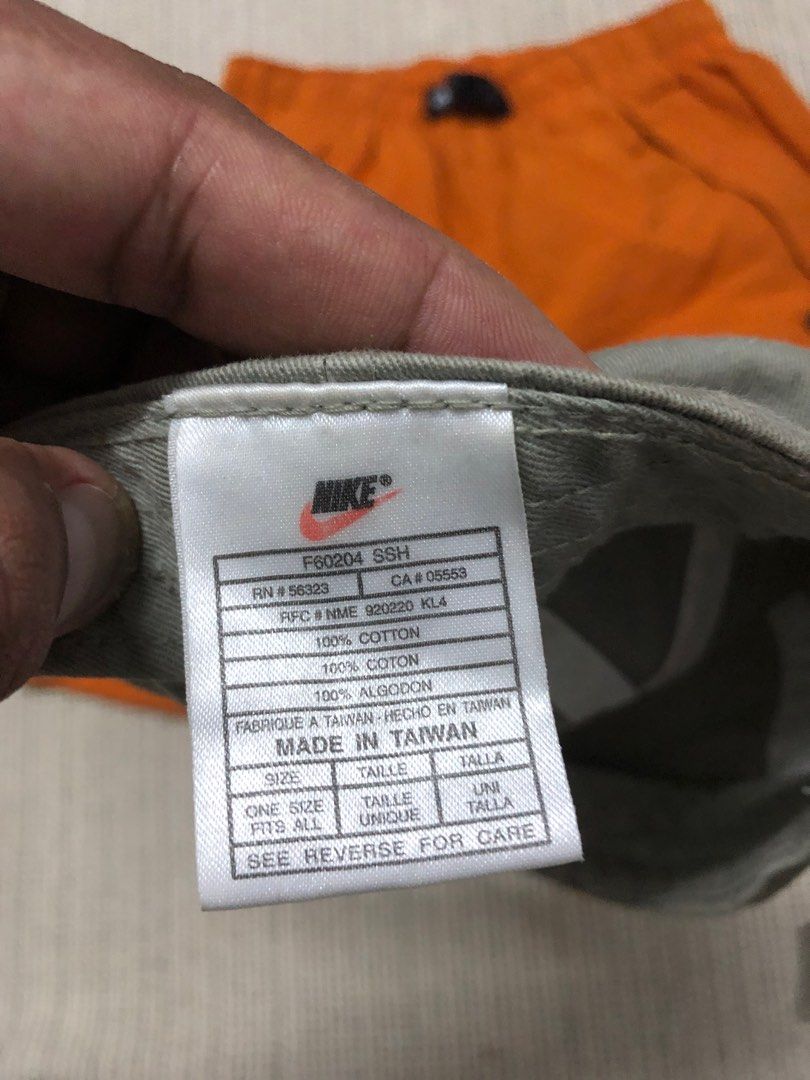 NIKE®
F60204 SSH
RN # 56323 CA # 05553
RFC # NME 920220 KL4
100% COTTON
100% COTON
100% ALGODON
FABRIQUE A TAIWAN · HECHO EN TAIWAN
MADE IN TAIWAN
SIZE TAILLE TALLA
ONE SIZE FITS ALL TAILLE UNIQUE UNI TALLA
SEE REVERSE FOR CARE